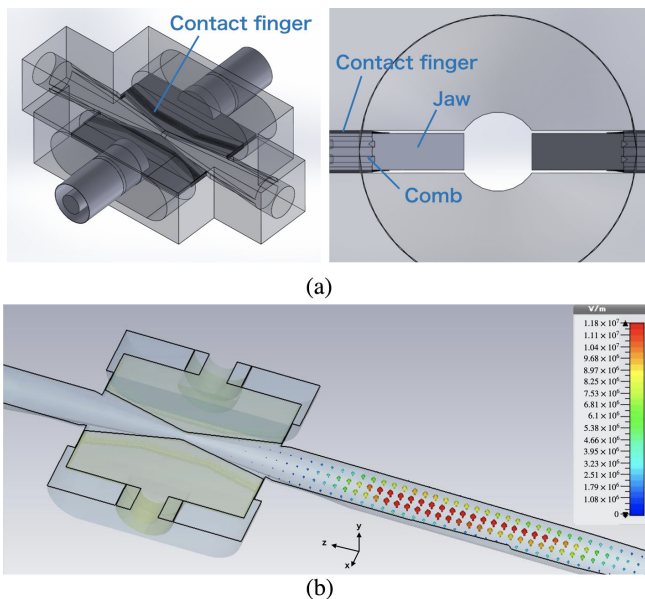 Contact finger
Contact finger
Jaw
Comb
(a)
V/m
1.18 × 10⁷
1.11 × 10⁷
1.04 × 10⁷
9.68 × 10⁶
8.97 × 10⁶
8.25 × 10⁶
7.53 × 10⁶
6.81 × 10⁶
6.1 × 10⁶
5.38 × 10⁶
4.66 × 10⁶
3.95 × 10⁶
3.23 × 10⁶
2.51 × 10⁶
1.79 × 10⁶
1.08 × 10⁶
0
y
z
x
(b)